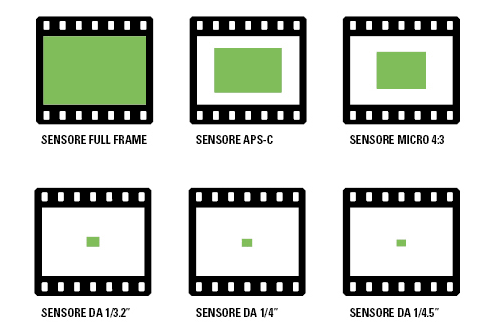 SENSORE FULL FRAME
SENSORE APS-C
SENSORE MICRO 4:3
SENSORE DA 1/3.2″
SENSORE DA 1/4″
SENSORE DA 1/4.5″